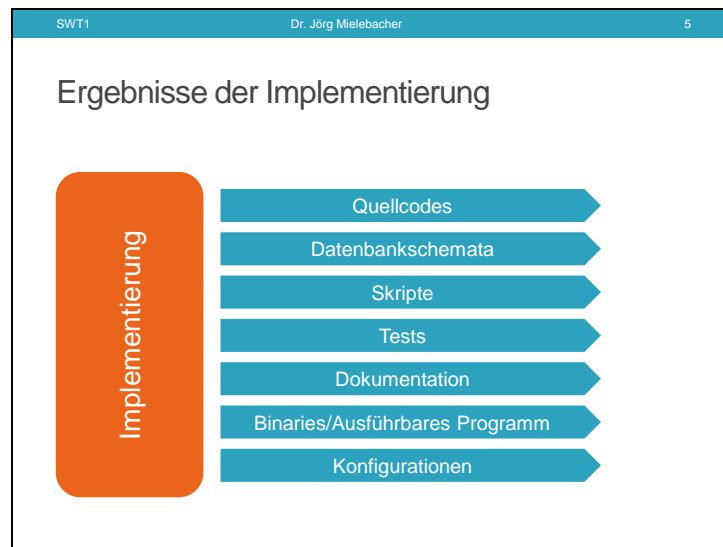 SWT1 Dr. Jörg Mielebacher 5
Ergebnisse der Implementierung
Implementierung
Quellcodes
Datenbankschemata
Skripte
Tests
Dokumentation
Binaries/Ausführbares Programm
Konfigurationen